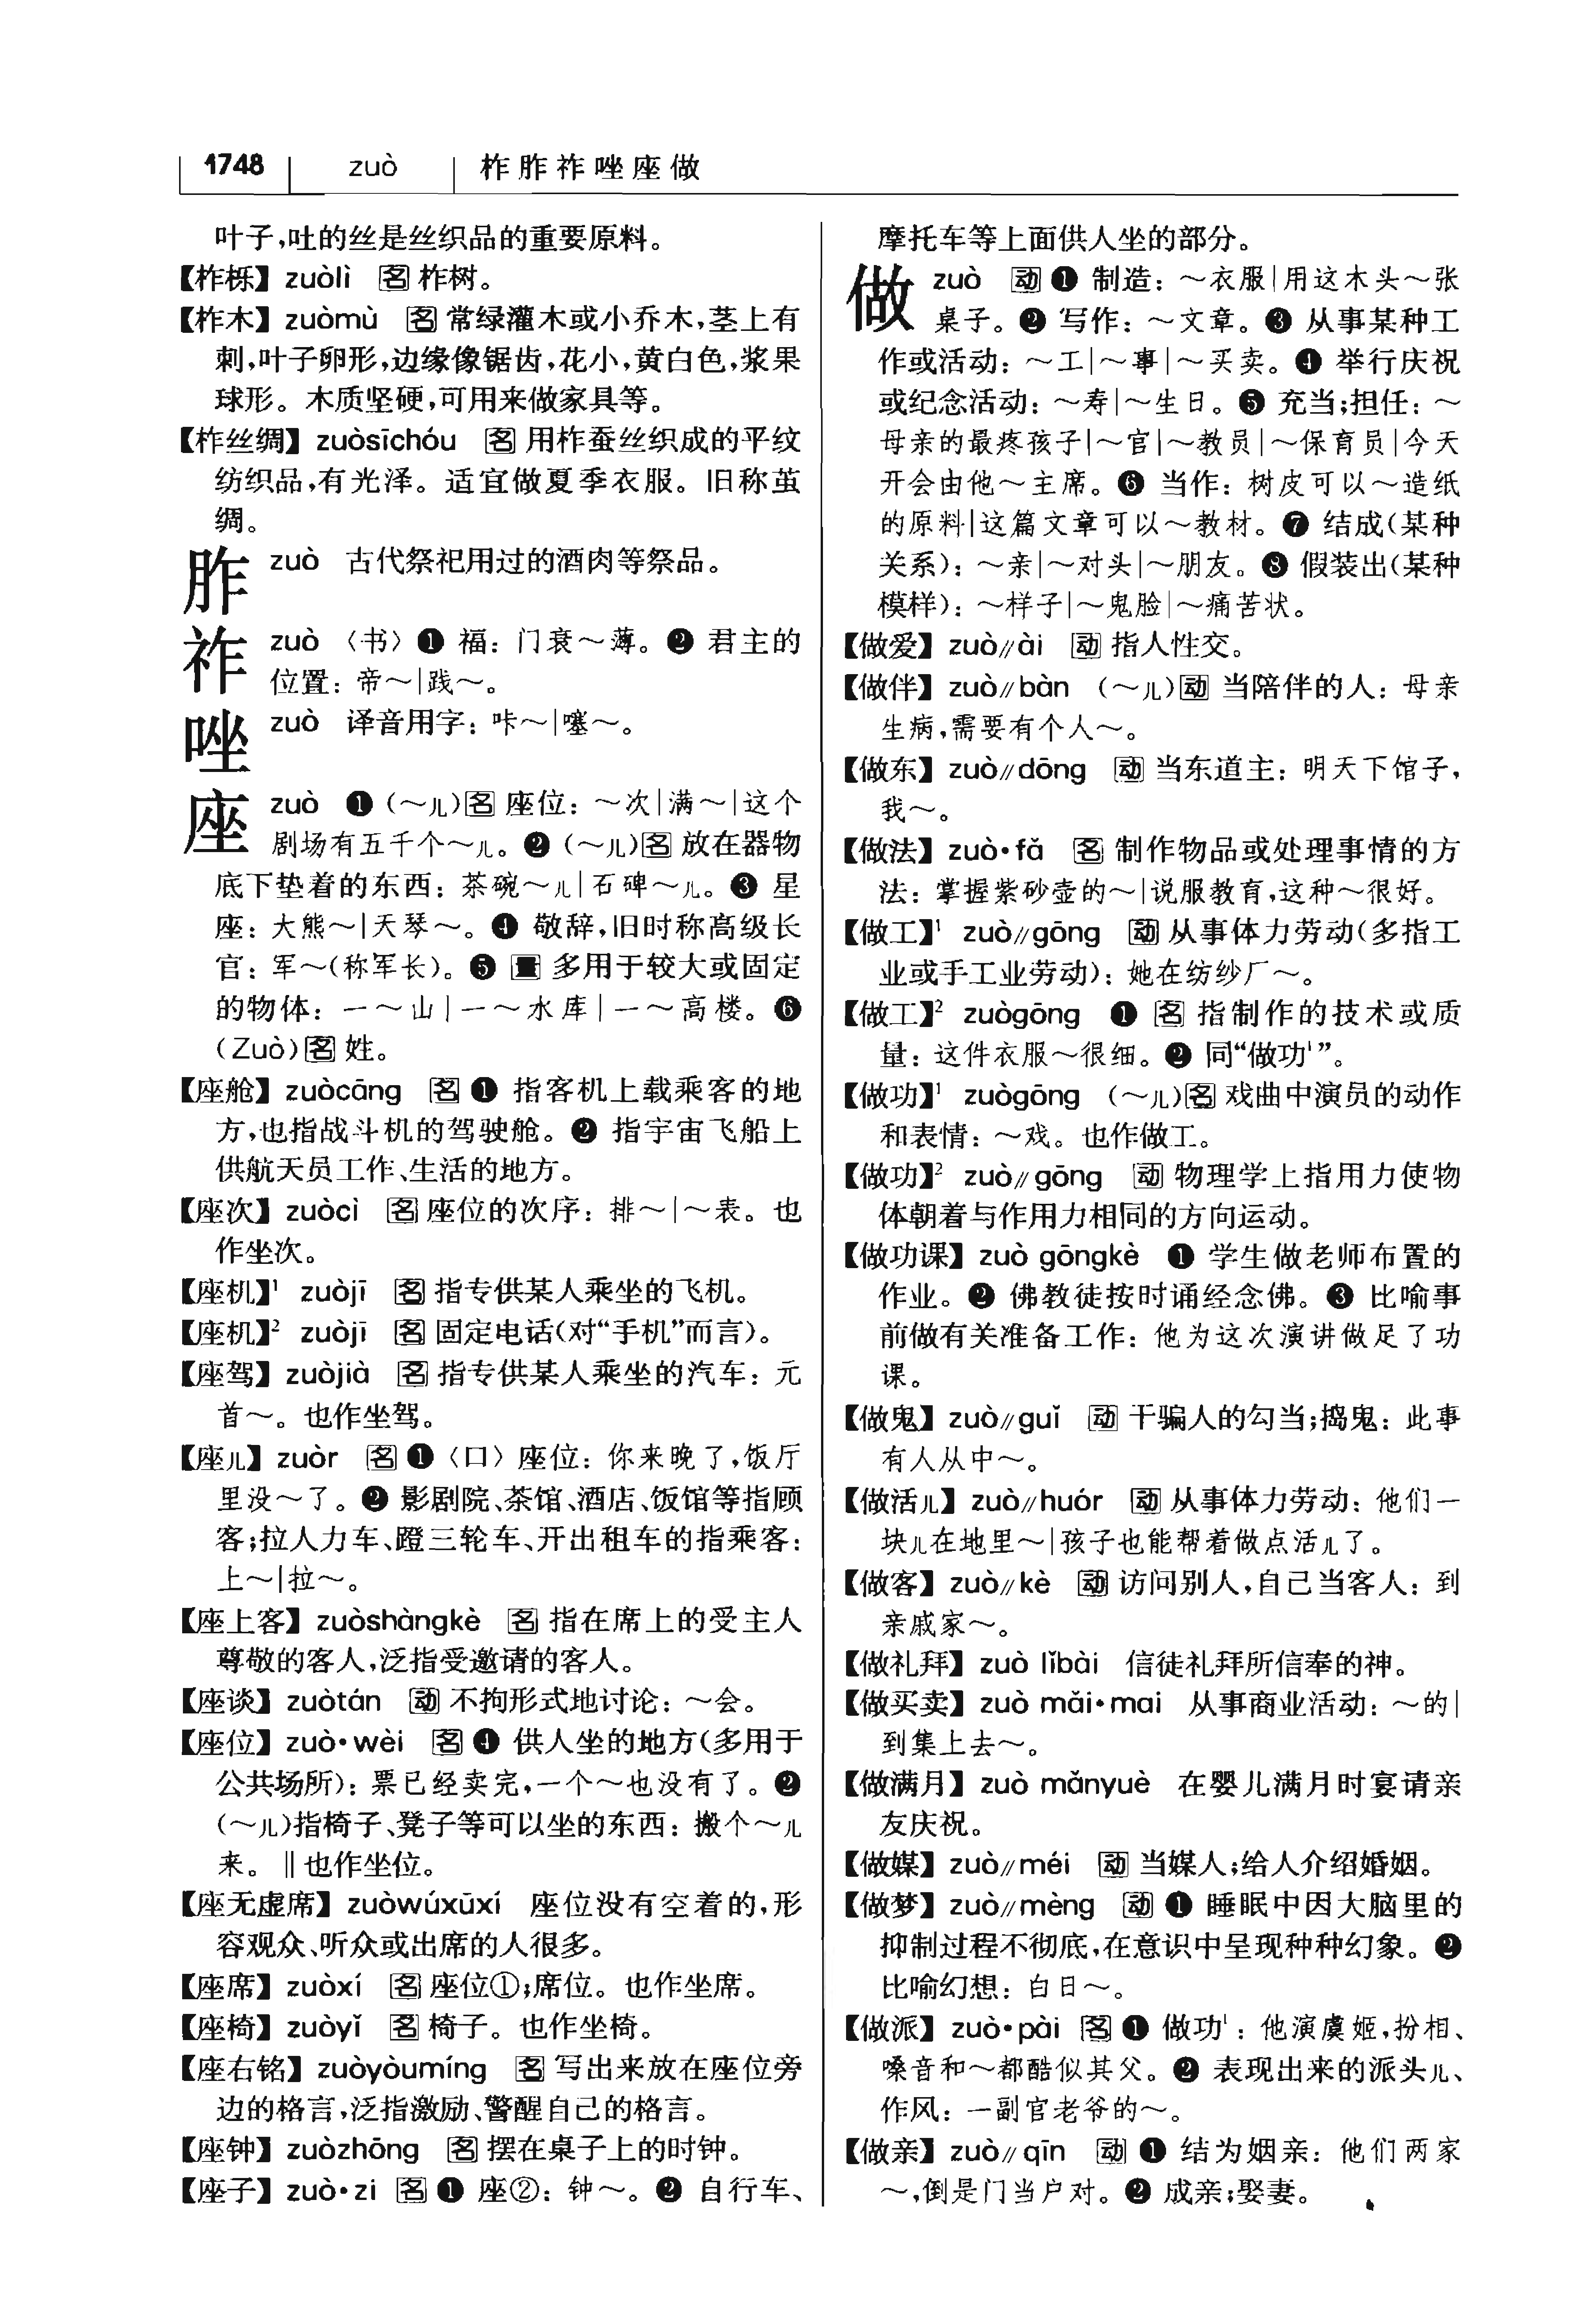 1748 zuò 柞胙祚唑座做
叶子,吐的丝是丝织品的重要原料。
【柞栎】 zuòlì 名 柞树。
【柞木】 zuòmù 名 常绿灌木或小乔木,茎上有
刺,叶子卵形,边缘像锯齿,花小,黄白色,浆果
球形。木质坚硬,可用来做家具等。
【柞丝绸】 zuòsīchóu 名 用柞蚕丝织成的平纹
纺织品,有光泽。适宜做夏季衣服。旧称茧
绸。
胙 zuò 古代祭祀用过的酒肉等祭品。
祚 zuò 〈书〉❶ 福:门衰~薄。❷ 君主的
位置:帝~|践~。
唑 zuò 译音用字:咔~|噻~。
座 zuò ❶(~儿)名 座位:~次|满~|这个
剧场有五千个~儿。❷(~儿)名 放在器物
底下垫着的东西:茶碗~儿|石碑~儿。❸ 星
座:大熊~|天琴~。❹ 敬辞,旧时称高级长
官:军~(称军长)。❺ 量 多用于较大或固定
的物体:一~山|一~水库|一~高楼。❻
(Zuò)名 姓。
【座舱】 zuòcāng 名 ❶ 指客机上载乘客的地
方,也指战斗机的驾驶舱。❷ 指宇宙飞船上
供航天员工作、生活的地方。
【座次】 zuòcì 名 座位的次序:排~|~表。也
作坐次。
【座机】¹ zuòjī 名 指专供某人乘坐的飞机。
【座机】² zuòjī 名 固定电话(对“手机”而言)。
【座驾】 zuòjià 名 指专供某人乘坐的汽车:元
首~。也作坐驾。
【座儿】 zuòr 名 ❶〈口〉座位:你来晚了,饭厅
里没~了。❷ 影剧院、茶馆、酒店、饭馆等指顾
客;拉人力车、蹬三轮车、开出租车的指乘客:
上~|拉~。
【座上客】 zuòshàngkè 名 指在席上的受主人
尊敬的客人,泛指受邀请的客人。
【座谈】 zuòtán 动 不拘形式地讨论:~会。
【座位】 zuò·wèi 名 ❶ 供人坐的地方(多用于
公共场所):票已经卖完,一个~也没有了。❷
(~儿)指椅子、凳子等可以坐的东西:搬个~儿
来。‖也作坐位。
【座无虚席】 zuòwúxūxí 座位没有空着的,形
容观众、听众或出席的人很多。
【座席】 zuòxí 名 座位①;席位。也作坐席。
【座椅】 zuòyǐ 名 椅子。也作坐椅。
【座右铭】 zuòyòumíng 名 写出来放在座位旁
边的格言,泛指激励、警醒自己的格言。
【座钟】 zuòzhōng 名 摆在桌子上的时钟。
【座子】 zuò·zi 名 ❶ 座②:钟~。❷ 自行车、
摩托车等上面供人坐的部分。
做 zuò 动 ❶ 制造:~衣服|用这木头~张
桌子。❷ 写作:~文章。❸ 从事某种工
作或活动:~工|~事|~买卖。❹ 举行庆祝
或纪念活动:~寿|~生日。❺ 充当;担任:~
母亲的最疼孩子|~官|~教员|~保育员|今天
开会由他~主席。❻ 当作:树皮可以~造纸
的原料|这篇文章可以~教材。❼ 结成(某种
关系):~亲|~对头|~朋友。❽ 假装出(某种
模样):~样子|~鬼脸|~痛苦状。
【做爱】 zuò∥ài 动 指人性交。
【做伴】 zuò∥bàn (~儿)动 当陪伴的人:母亲
生病,需要有个人~。
【做东】 zuò∥dōng 动 当东道主:明天下馆子,
我~。
【做法】 zuò·fǎ 名 制作物品或处理事情的方
法:掌握紫砂壶的~|说服教育,这种~很好。
【做工】¹ zuò∥gōng 动 从事体力劳动(多指工
业或手工业劳动):她在纺纱厂~。
【做工】² zuògōng ❶ 名 指制作的技术或质
量:这件衣服~很细。❷ 同“做功¹”。
【做功】¹ zuògōng (~儿)名 戏曲中演员的动作
和表情:~戏。也作做工。
【做功】² zuò∥gōng 动 物理学上指用力使物
体朝着与作用力相同的方向运动。
【做功课】 zuò gōngkè ❶ 学生做老师布置的
作业。❷ 佛教徒按时诵经念佛。❸ 比喻事
前做有关准备工作:他为这次演讲做足了功
课。
【做鬼】 zuò∥guǐ 动 干骗人的勾当;捣鬼:此事
有人从中~。
【做活儿】 zuò∥huór 动 从事体力劳动:他们一
块儿在地里~|孩子也能帮着做点活儿了。
【做客】 zuò∥kè 动 访问别人,自己当客人:到
亲戚家~。
【做礼拜】 zuò lǐbài 信徒礼拜所信奉的神。
【做买卖】 zuò mǎi·mai 从事商业活动:~的|
到集上去~。
【做满月】 zuò mǎnyuè 在婴儿满月时宴请亲
友庆祝。
【做媒】 zuò∥méi 动 当媒人;给人介绍婚姻。
【做梦】 zuò∥mèng 动 ❶ 睡眠中因大脑里的
抑制过程不彻底,在意识中呈现种种幻象。❷
比喻幻想:白日~。
【做派】 zuò·pài 名 ❶ 做功¹:他演虞姬,扮相、
嗓音和~都酷似其父。❷ 表现出来的派头儿、
作风:一副官老爷的~。
【做亲】 zuò∥qīn 动 ❶ 结为姻亲:他们两家
~,倒是门当户对。❷ 成亲;娶妻。